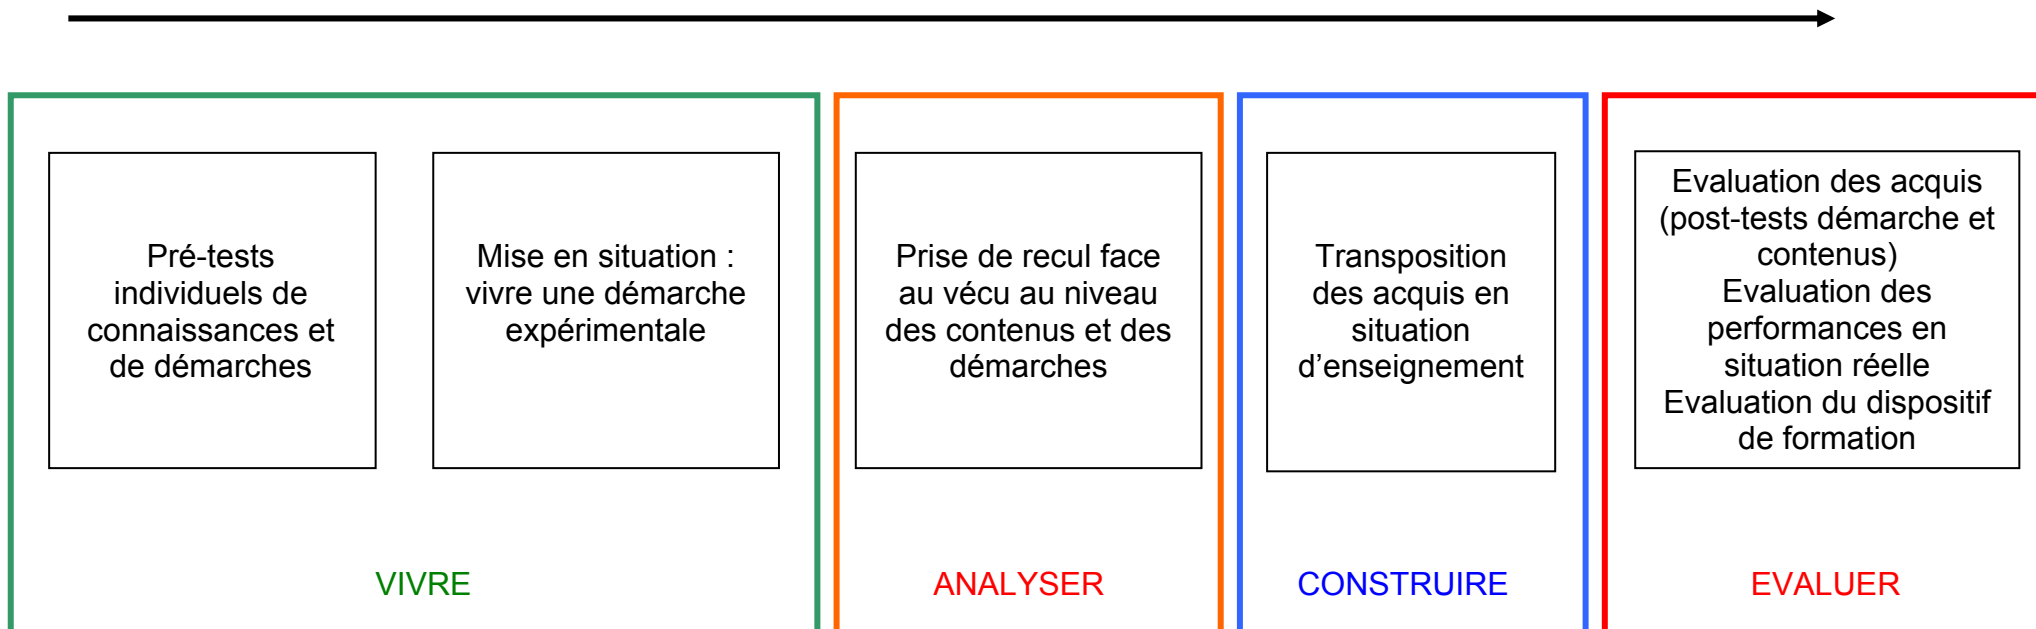 Pré-tests
individuels de
connaissances et
de démarches
Mise en situation :
vivre une démarche
expérimentale
Prise de recul face
au vécu au niveau
des contenus et des
démarches
Transposition
des acquis en
situation
d’enseignement
Evaluation des acquis
(post-tests démarche et
contenus)
Evaluation des
performances en
situation réelle
Evaluation du dispositif
de formation
VIVRE
ANALYSER
CONSTRUIRE
EVALUER